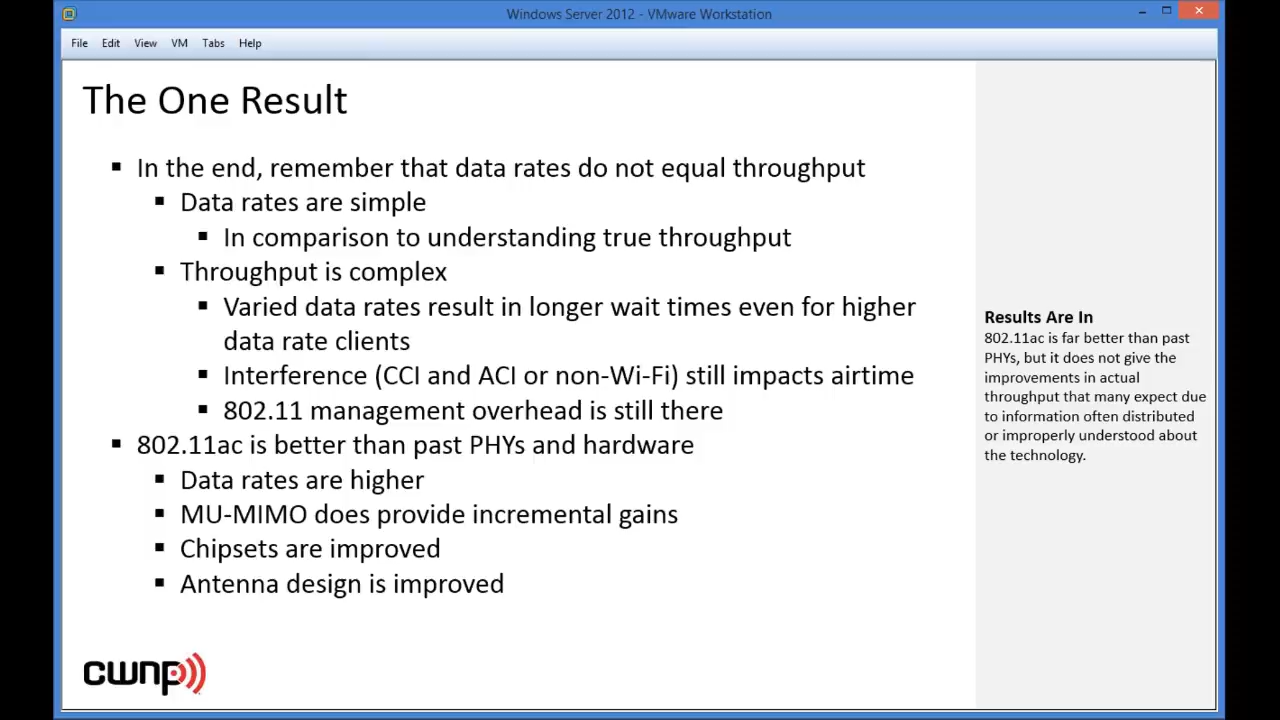 Windows Server 2012 - VMware Workstation
File Edit View VM Tabs Help
The One Result
In the end, remember that data rates do not equal throughput
Data rates are simple
In comparison to understanding true throughput
Throughput is complex
Varied data rates result in longer wait times even for higher
data rate clients
Interference (CCI and ACI or non-Wi-Fi) still impacts airtime
802.11 management overhead is still there
802.11ac is better than past PHYs and hardware
Data rates are higher
MU-MIMO does provide incremental gains
Chipsets are improved
Antenna design is improved
Results Are In
802.11ac is far better than past
PHYs, but it does not give the
improvements in actual
throughput that many expect due
to information often distributed
or improperly understood about
the technology.
cwnp